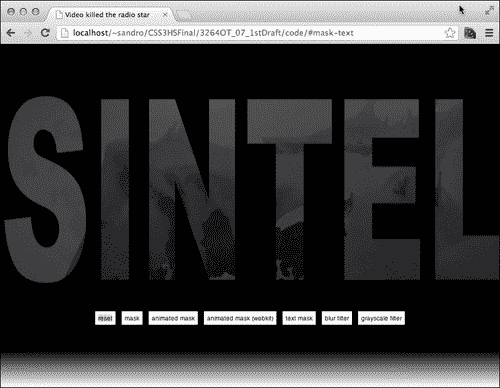 Video killed the radio star
localhost/~sandro/CSS3HSFinal/3264OT_07_1stDraft/code/#mask-text
SINTEL
reset mask animated mask animated mask (webkit) text mask blur filter grayscale filter